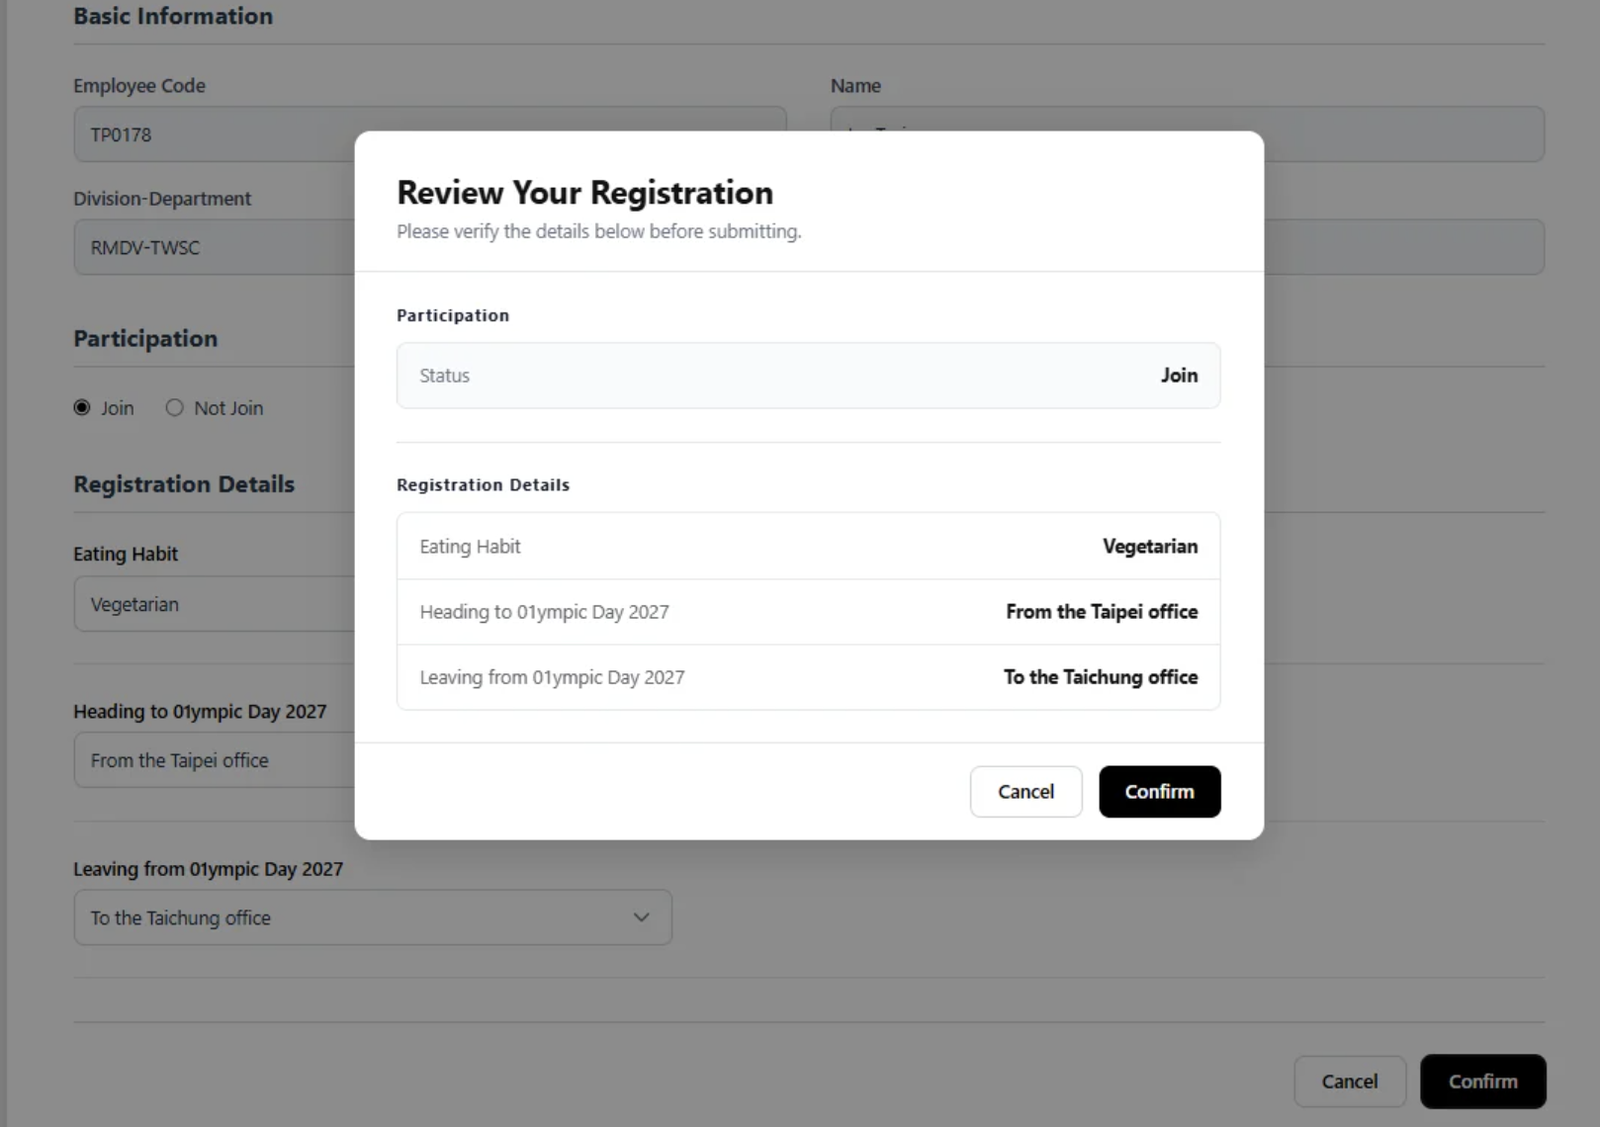 Basic Information
Employee Code
Name
TP0178
Division-Department
RMDV-TWSC
Participation
Join
Not Join
Registration Details
Eating Habit
Vegetarian
Heading to 01ympic Day 2027
From the Taipei office
Leaving from 01ympic Day 2027
To the Taichung office
Cancel
Confirm
Review Your Registration
Please verify the details below before submitting.
Participation
Status
Join
Registration Details
Eating Habit
Vegetarian
Heading to 01ympic Day 2027
From the Taipei office
Leaving from 01ympic Day 2027
To the Taichung office
Cancel
Confirm